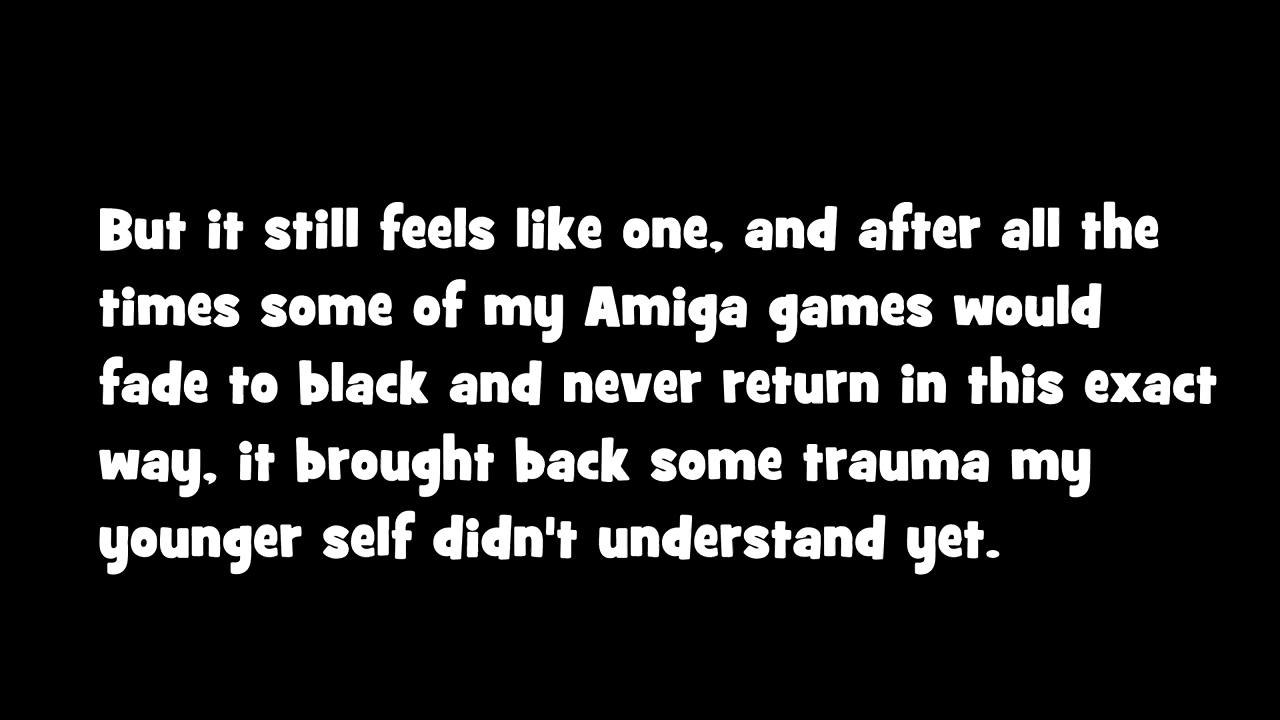 But it still feels like one, and after all the
times some of my Amiga games would
fade to black and never return in this exact
way, it brought back some trauma my
younger self didn't understand yet.